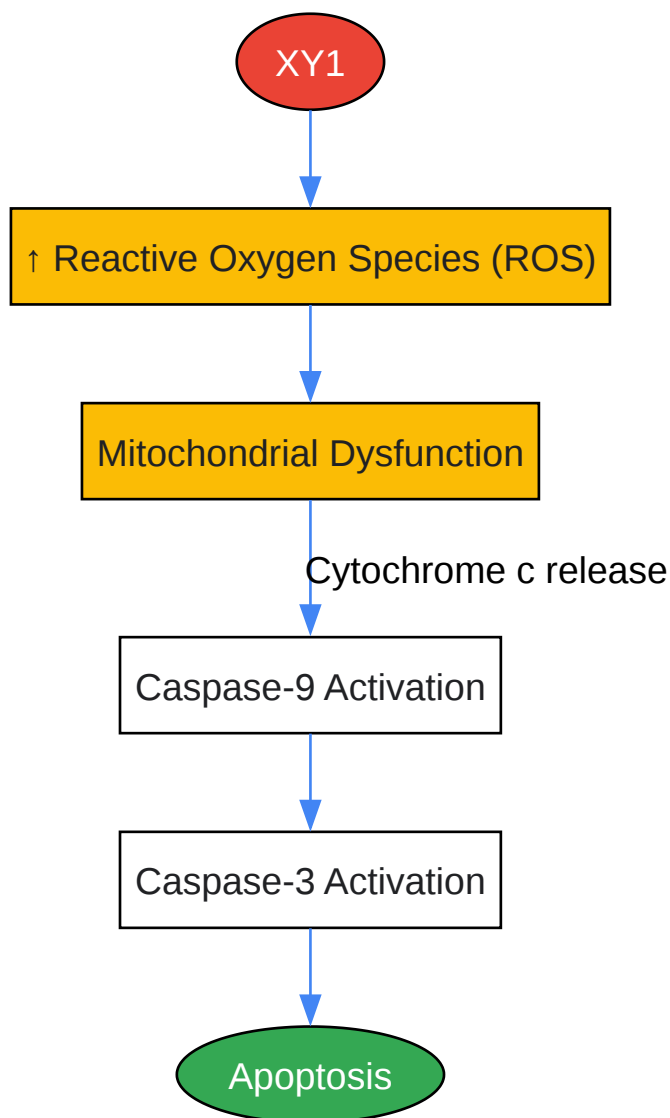 XY1
↑ Reactive Oxygen Species (ROS)
Mitochondrial Dysfunction
Cytochrome c release
Caspase-9 Activation
Caspase-3 Activation
Apoptosis